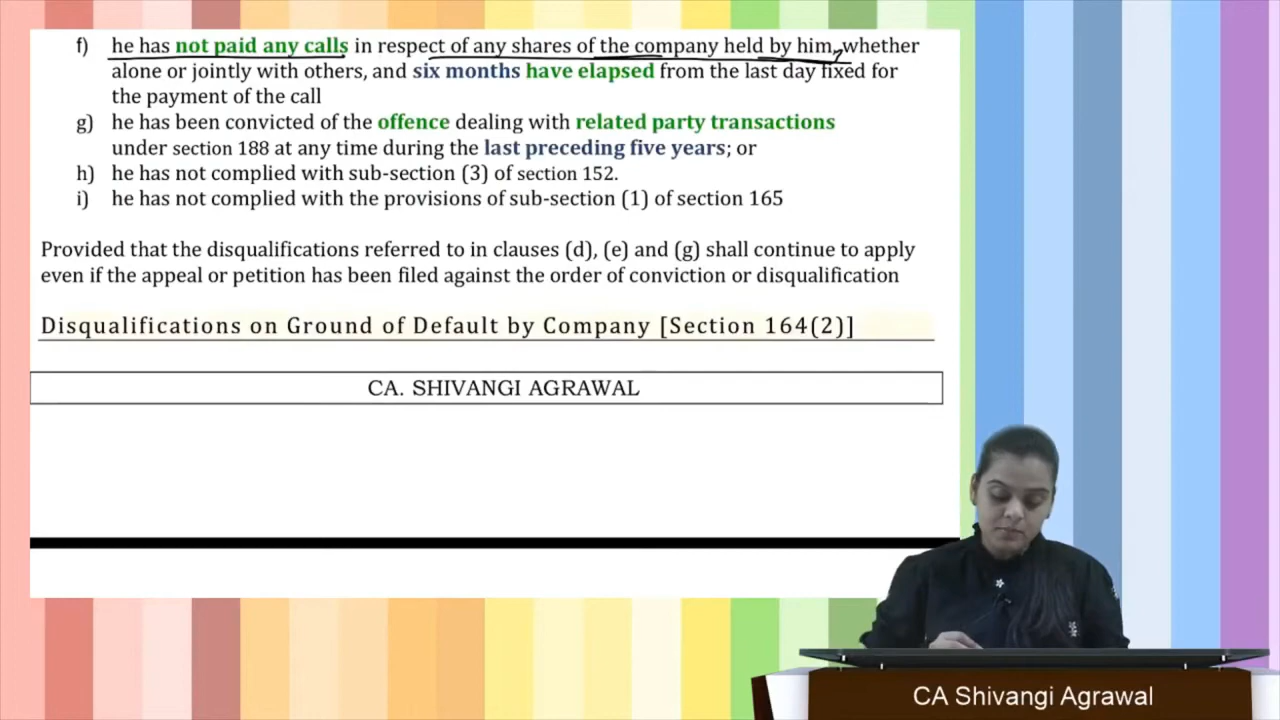 f) he has not paid any calls in respect of any shares of the company held by him, whether
alone or jointly with others, and six months have elapsed from the last day fixed for
the payment of the call
g) he has been convicted of the offence dealing with related party transactions
under section 188 at any time during the last preceding five years; or
h) he has not complied with sub-section (3) of section 152.
i) he has not complied with the provisions of sub-section (1) of section 165
Provided that the disqualifications referred to in clauses (d), (e) and (g) shall continue to apply
even if the appeal or petition has been filed against the order of conviction or disqualification
Disqualifications on Ground of Default by Company [Section 164(2)]
CA. SHIVANGI AGRAWAL
CA Shivangi Agrawal